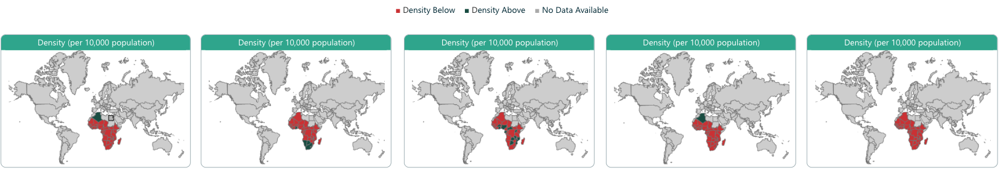 Density Below Density Above No Data Available
Density (per 10,000 population) Density (per 10,000 population) Density (per 10,000 population) Density (per 10,000 population) Density (per 10,000 population)